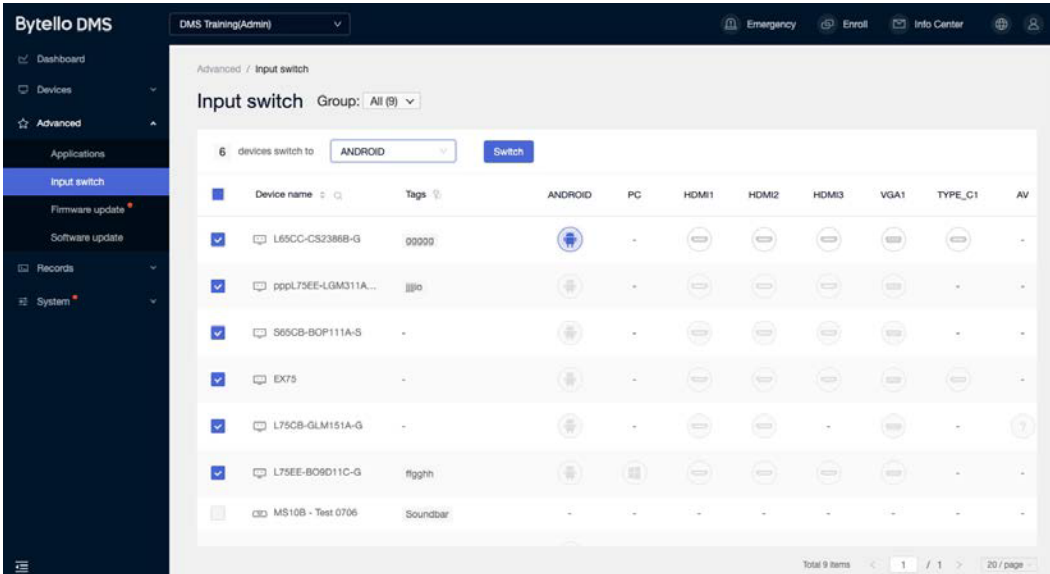 Bytello DMS
DMS Training(Admin)
Emergency
Enroll
Info Center
Dashboard
Devices
Advanced
Applications
Input switch
Firmware update
Software update
Records
System
Advanced / Input switch
Input switch Group: All (9)
6 devices switch to ANDROID Switch
Device name Tags ANDROID PC HDMI1 HDMI2 HDMI3 VGA1 TYPE_C1 AV
L65CC-CS2386B-G ggggg - -
pppL75EE-LGM311A... jjjjio - - -
S65CB-BOP111A-S - - - -
EX75 - - -
L75CB-GLM151A-G - - - - ?
L75EE-BO9D11C-G ffgghh - -
MS10B - Test 0706 Soundbar - - - - - - - -
Total 9 items < 1 / 1 > 20 / page